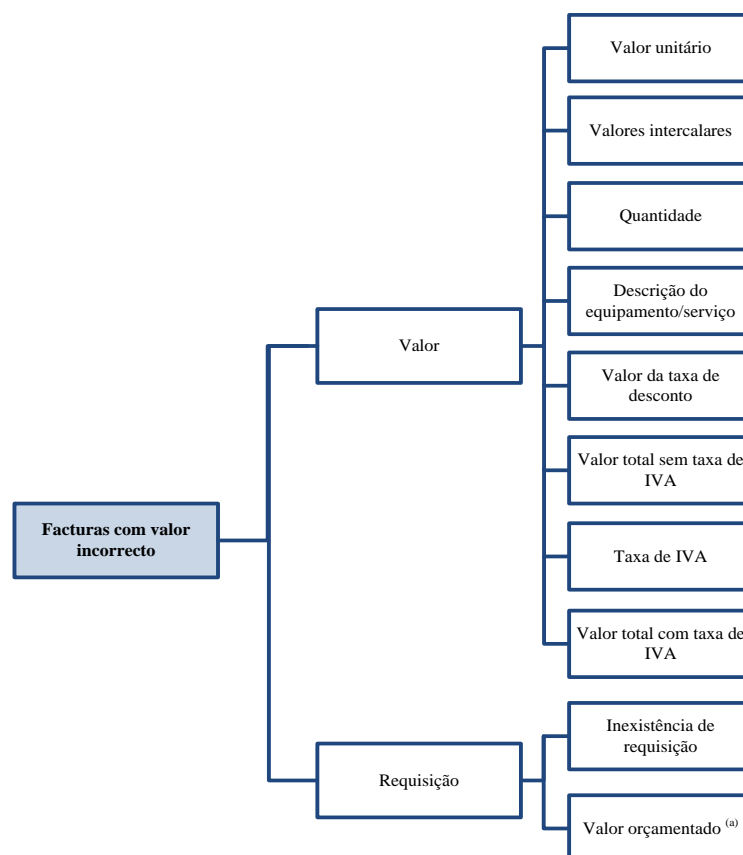 Valor unitário
Valores intercalares
Quantidade
Descrição do
equipamento/serviço
Valor
Valor da taxa de
desconto
Valor total sem taxa de
IVA
Facturas com valor
incorrecto
Taxa de IVA
Valor total com taxa de
IVA
Inexistência de
requisição
Requisição
Valor orçamentado (a)